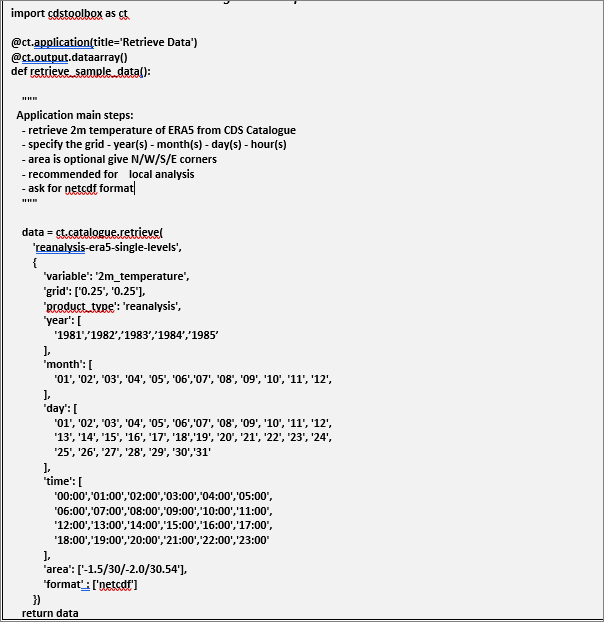 import cdstoolbox as ct
@ct.application(title='Retrieve Data')
@ct.output.dataarray()
def retrieve_sample_data():
"""
Application main steps:
- retrieve 2m temperature of ERA5 from CDS Catalogue
- specify the grid - year(s) - month(s) - day(s) - hour(s)
- area is optional give N/W/S/E corners
- recommended for    local analysis
- ask for netcdf format
"""
data = ct.catalogue.retrieve(
'reanalysis-era5-single-levels',
{
'variable': '2m_temperature',
'grid': ['0.25', '0.25'],
'product_type': 'reanalysis',
'year': [
'1981','1982','1983','1984','1985'
],
'month': [
'01', '02', '03', '04', '05', '06','07', '08', '09', '10', '11', '12',
],
'day': [
'01', '02', '03', '04', '05', '06','07', '08', '09', '10', '11', '12',
'13', '14', '15', '16', '17', '18','19', '20', '21', '22', '23', '24',
'25', '26', '27', '28', '29', '30','31'
],
'time': [
'00:00','01:00','02:00','03:00','04:00','05:00',
'06:00','07:00','08:00','09:00','10:00','11:00',
'12:00','13:00','14:00','15:00','16:00','17:00',
'18:00','19:00','20:00','21:00','22:00','23:00'
],
'area': ['-1.5/30/-2.0/30.54'],
'format' : ['netcdf']
})
return data